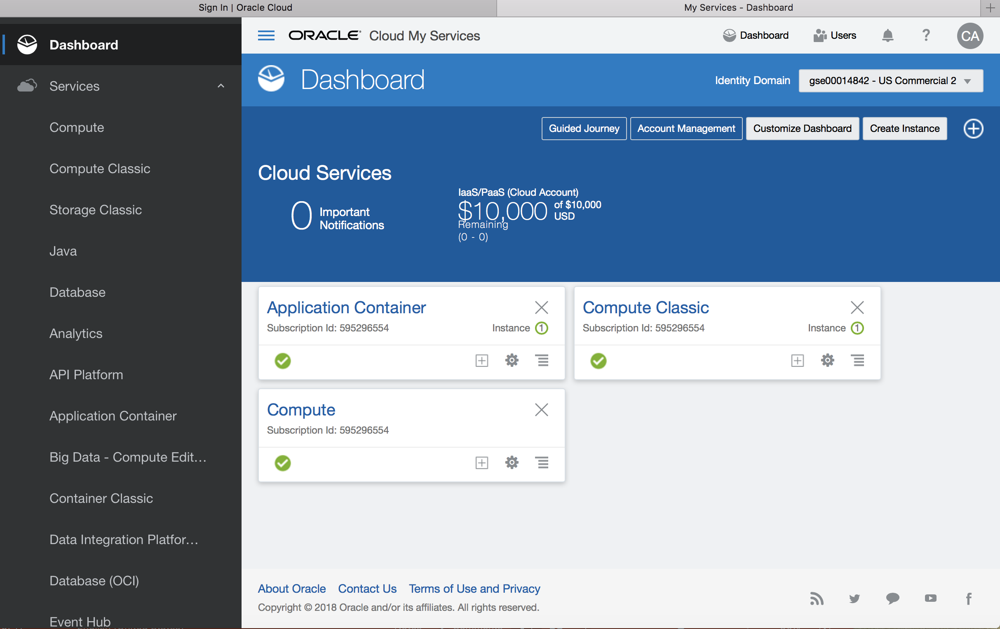 Sign In | Oracle Cloud
My Services - Dashboard
Dashboard
Services
Compute
Compute Classic
Storage Classic
Java
Database
Analytics
API Platform
Application Container
Big Data - Compute Edit...
Container Classic
Data Integration Platfor...
Database (OCI)
Event Hub
ORACLE® Cloud My Services
Dashboard
Users
?
CA
Dashboard
Identity Domain
gse00014842 - US Commercial 2
Guided Journey
Account Management
Customize Dashboard
Create Instance
Cloud Services
0
Important
Notifications
IaaS/PaaS (Cloud Account)
$10,000
of $10,000
USD
Remaining
(0 - 0)
Application Container
Subscription Id: 595296554
Instance 1
Compute Classic
Subscription Id: 595296554
Instance 1
Compute
Subscription Id: 595296554
About Oracle Contact Us Terms of Use and Privacy
Copyright © 2018 Oracle and/or its affiliates. All rights reserved.